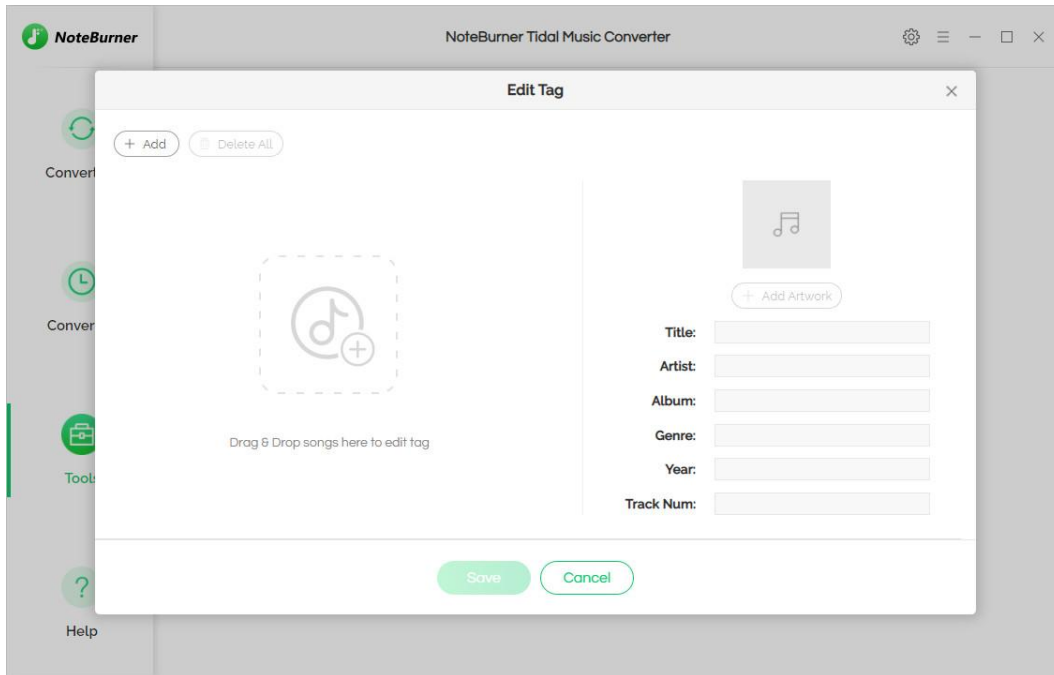 NoteBurner
NoteBurner Tidal Music Converter
Edit Tag
+ Add
Delete All
Convert
Conver
Tools
Help
Drag & Drop songs here to edit tag
+ Add Artwork
Title:
Artist:
Album:
Genre:
Year:
Track Num:
Save
Cancel